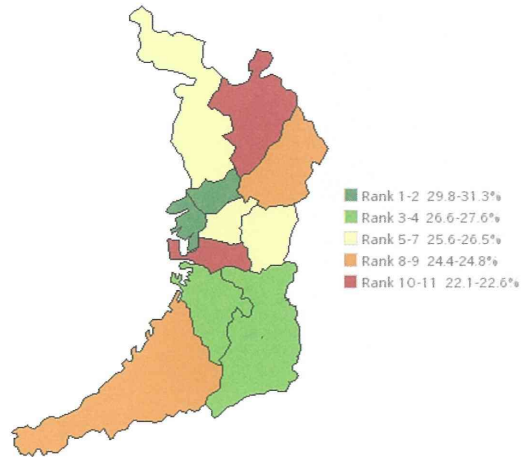 Rank 1-2 29.8-31.3%
Rank 3-4 26.6-27.6%
Rank 5-7 25.6-26.5%
Rank 8-9 24.4-24.8%
Rank 10-11 22.1-22.6%